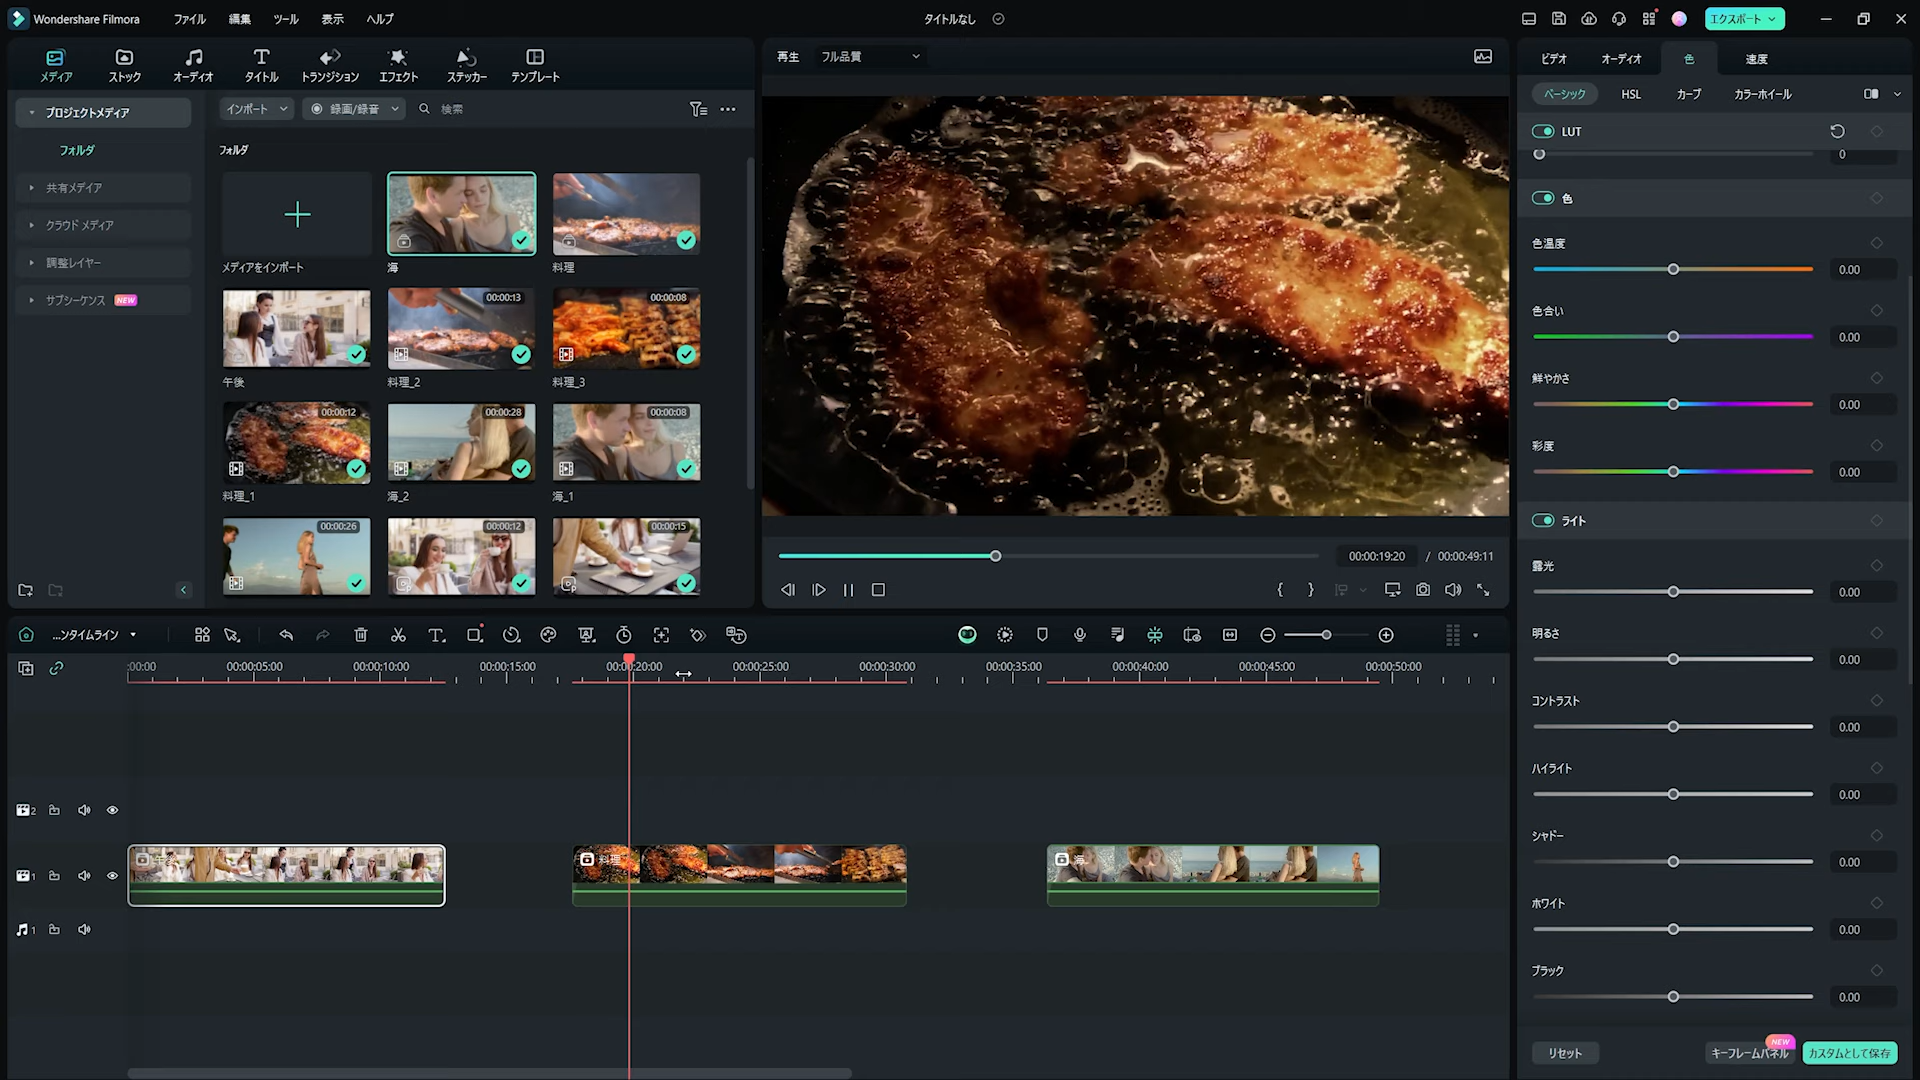 Wondershare Filmora
ファイル 編集 ツール 表示 ヘルプ
タイトルなし
エクスポート
メディア ストック オーディオ タイトル トランジション エフェクト ステッカー テンプレート
再生 フル品質
ビデオ オーディオ 色 速度
ベーシック HSL カーブ カラーホイール
プロジェクトメディア
フォルダ
共有メディア
クラウド メディア
調整レイヤー
サブシーケンス NEW
インポート 録画/録音 検索
フォルダ
メディアをインポート
海
料理
午後
00:00:13
料理_2
00:00:08
料理_3
00:00:12
料理_1
00:00:28
海_2
00:00:08
海_1
00:00:26
00:00:12
00:00:15
00:00:19:20 / 00:00:49:11
LUT
0
色
色温度
0.00
色合い
0.00
鮮やかさ
0.00
彩度
0.00
ライト
露光
0.00
明るさ
0.00
コントラスト
0.00
ハイライト
0.00
シャドー
0.00
ホワイト
0.00
ブラック
0.00
リセット
キーフレームパネル
NEW
カスタムとして保存
...ンタイムライン
:00:00 00:00:05:00 00:00:10:00 00:00:15:00 00:00:20:00 00:00:25:00 00:00:30:00 00:00:35:00 00:00:40:00 00:00:45:00 00:00:50:00
2
1
午後
料理
海
1